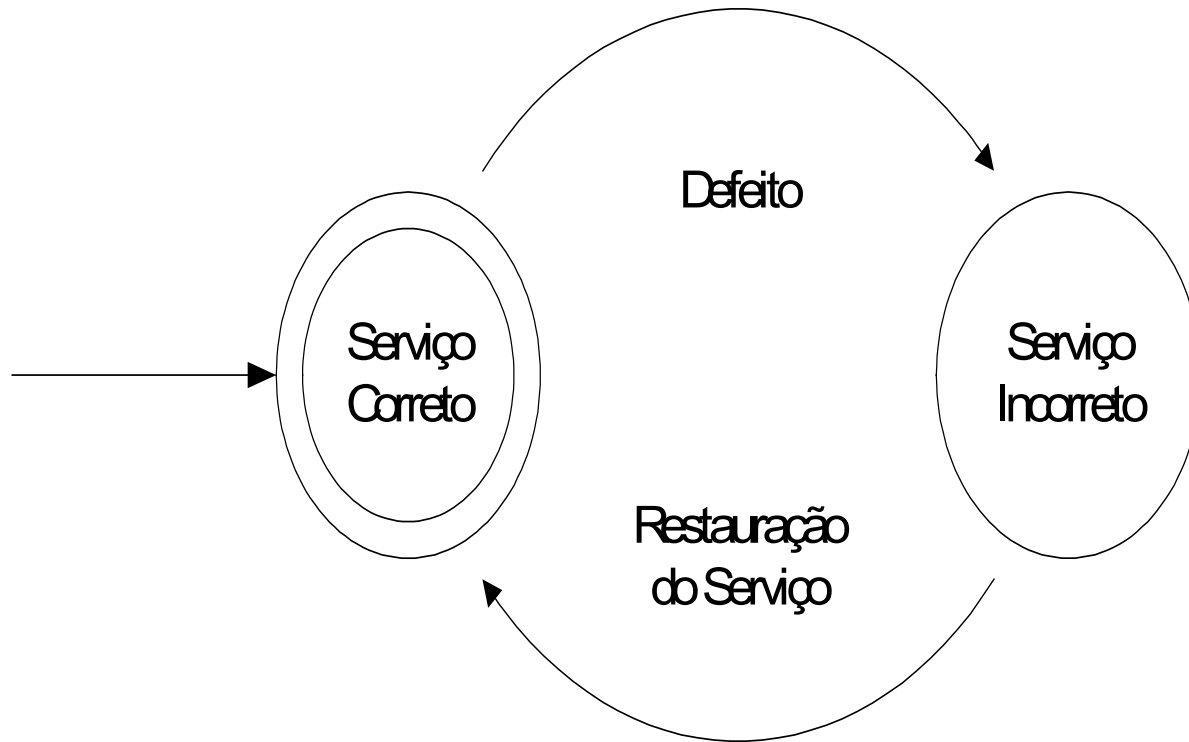 Defeito
Serviço
Correto
Serviço
Incorreto
Restauração
do Serviço